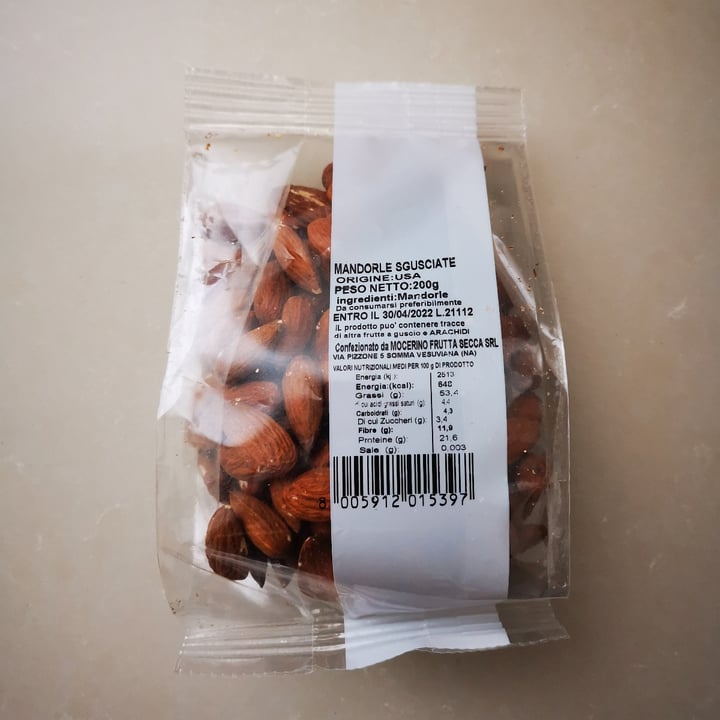 MANDORLE SGUSCIATE
ORIGINE:USA
PESO NETTO:200g
ingredienti:Mandorle
Da consumarsi preferibilmente
ENTRO IL 30/04/2022 L.21112
IL prodotto puo' contenere tracce
di altra frutta a guscio e ARACHIDI
Confezionato da MOCERINO FRUTTA SECCA SRL
VIA PIZZONE 5 SOMMA VESUVIANA (NA)
VALORI NUTRIZIONALI MEDI PER 100 g DI PRODOTTO
Energia (kj): 2513
Energia:(kcal): 640
Grassi (g): 53,4
cui acidi grassi saturi (g) 4,4
Carboidrati (g): 4,3
Di cui Zuccheri (g): 3,4
Fibre (g): 11,9
Proteine (g): 21,6
Sale (g): 0,003
8 005912 015397